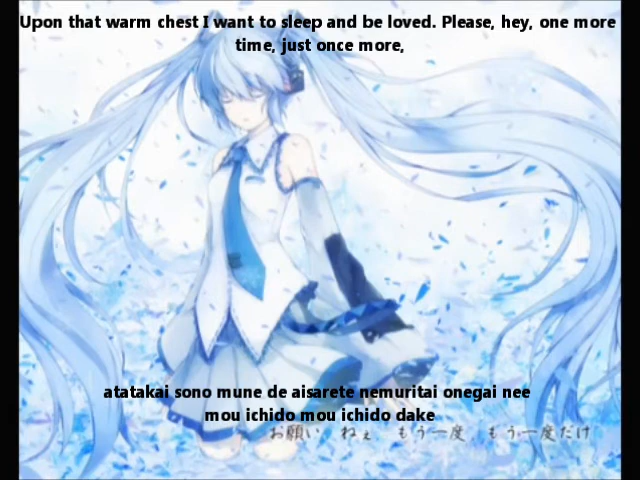 Upon that warm chest I want to sleep and be loved. Please, hey, one more
time, just once more,
atatakai sono mune de aisarete nemuritai onegai nee
mou ichido mou ichido dake
お願い ねぇ もう一度 もう一度だけ